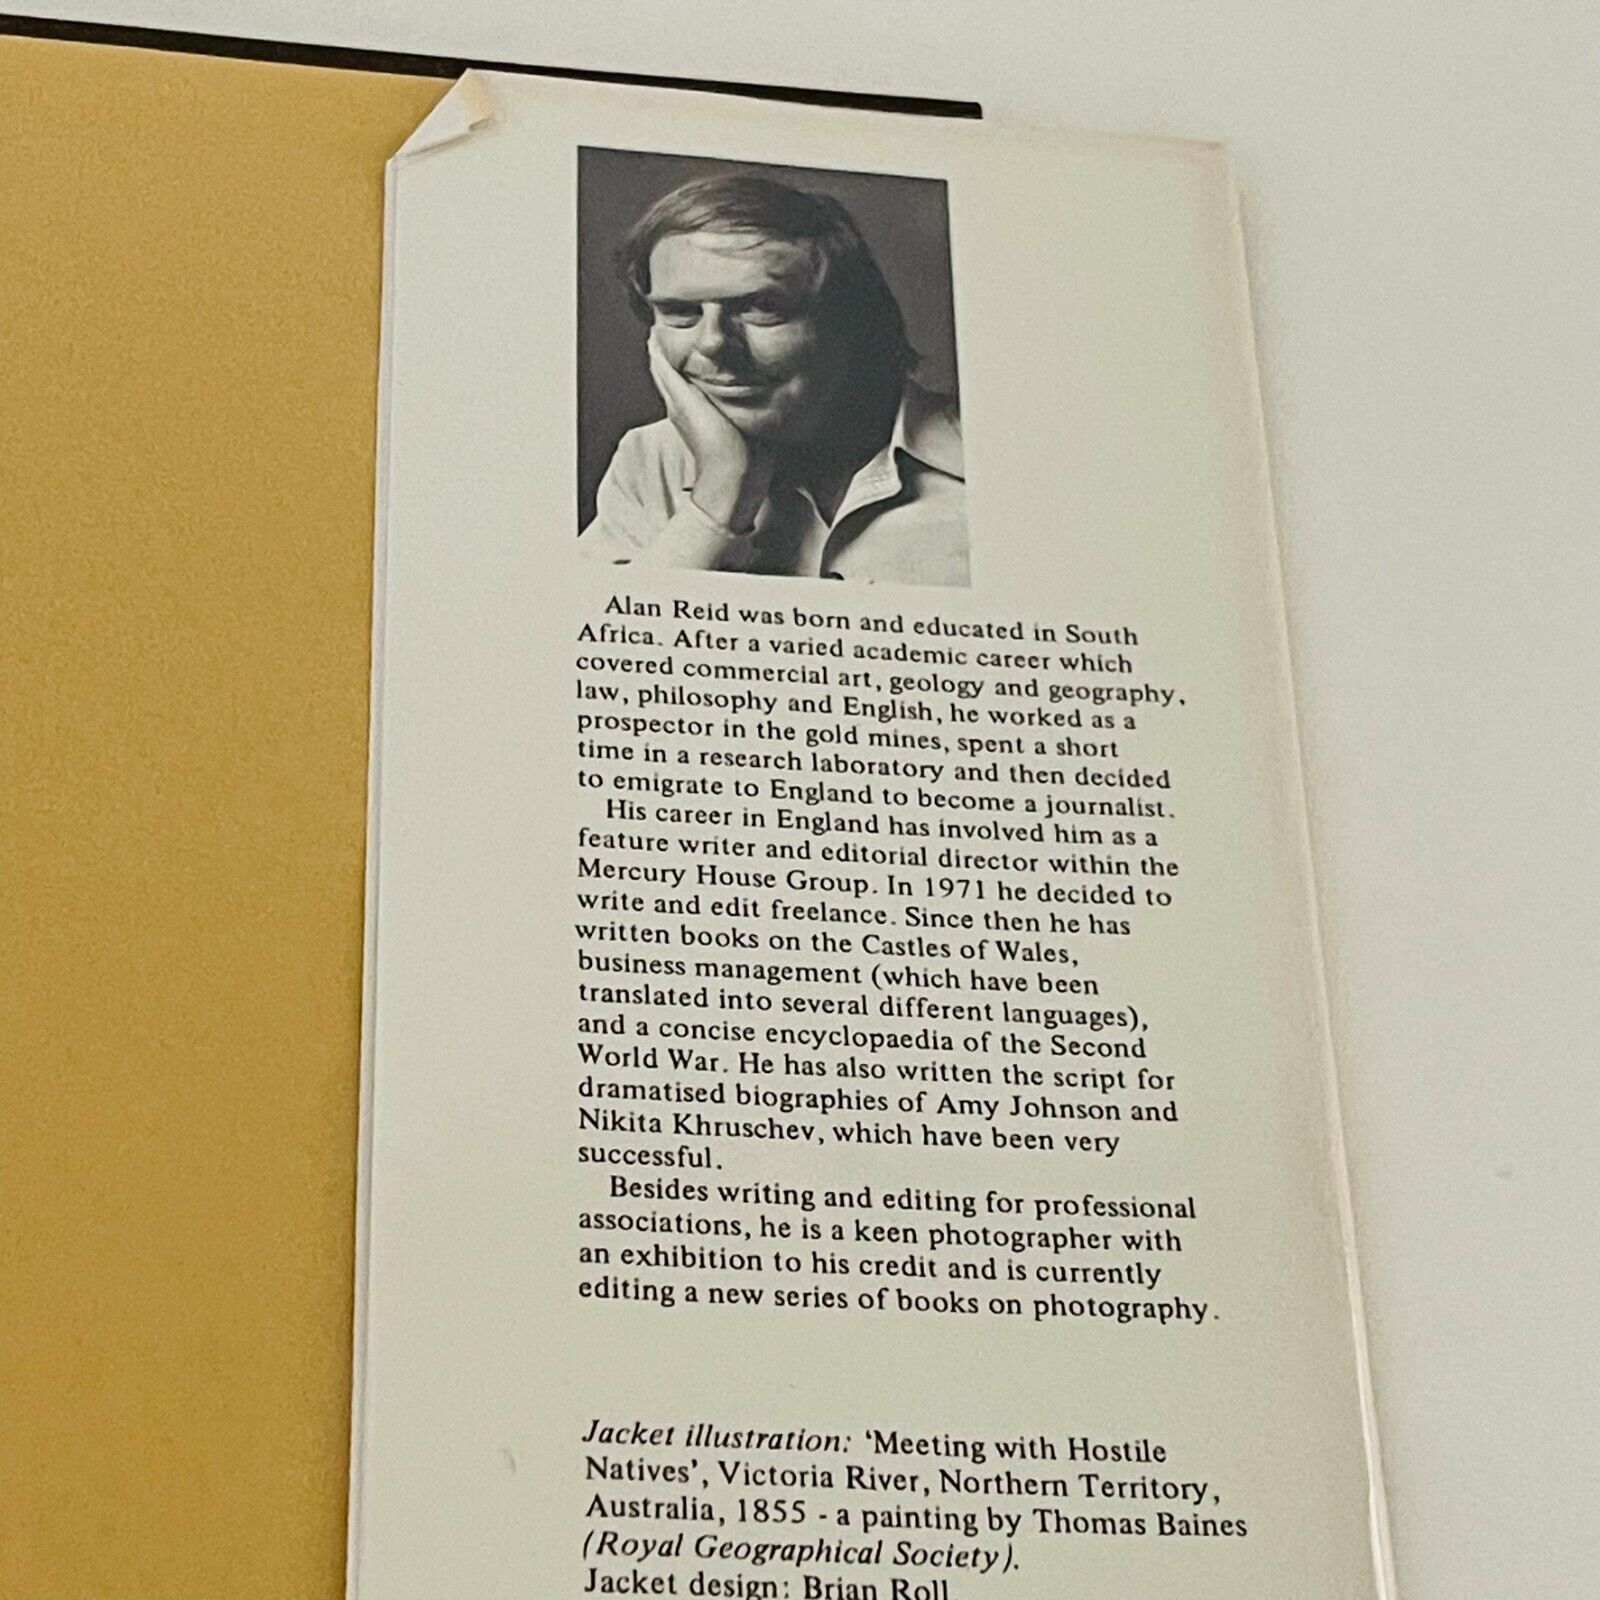 Alan Reid was born and educated in South
Africa. After a varied academic career which
covered commercial art, geology and geography,
law, philosophy and English, he worked as a
prospector in the gold mines, spent a short
time in a research laboratory and then decided
to emigrate to England to become a journalist.
His career in England has involved him as a
feature writer and editorial director within the
Mercury House Group. In 1971 he decided to
write and edit freelance. Since then he has
written books on the Castles of Wales,
business management (which have been
translated into several different languages),
and a concise encyclopaedia of the Second
World War. He has also written the script for
dramatised biographies of Amy Johnson and
Nikita Khruschev, which have been very
successful.
Besides writing and editing for professional
associations, he is a keen photographer with
an exhibition to his credit and is currently
editing a new series of books on photography.
Jacket illustration: ‘Meeting with Hostile
Natives’, Victoria River, Northern Territory,
Australia, 1855 - a painting by Thomas Baines
(Royal Geographical Society).
Jacket design: Brian Roll